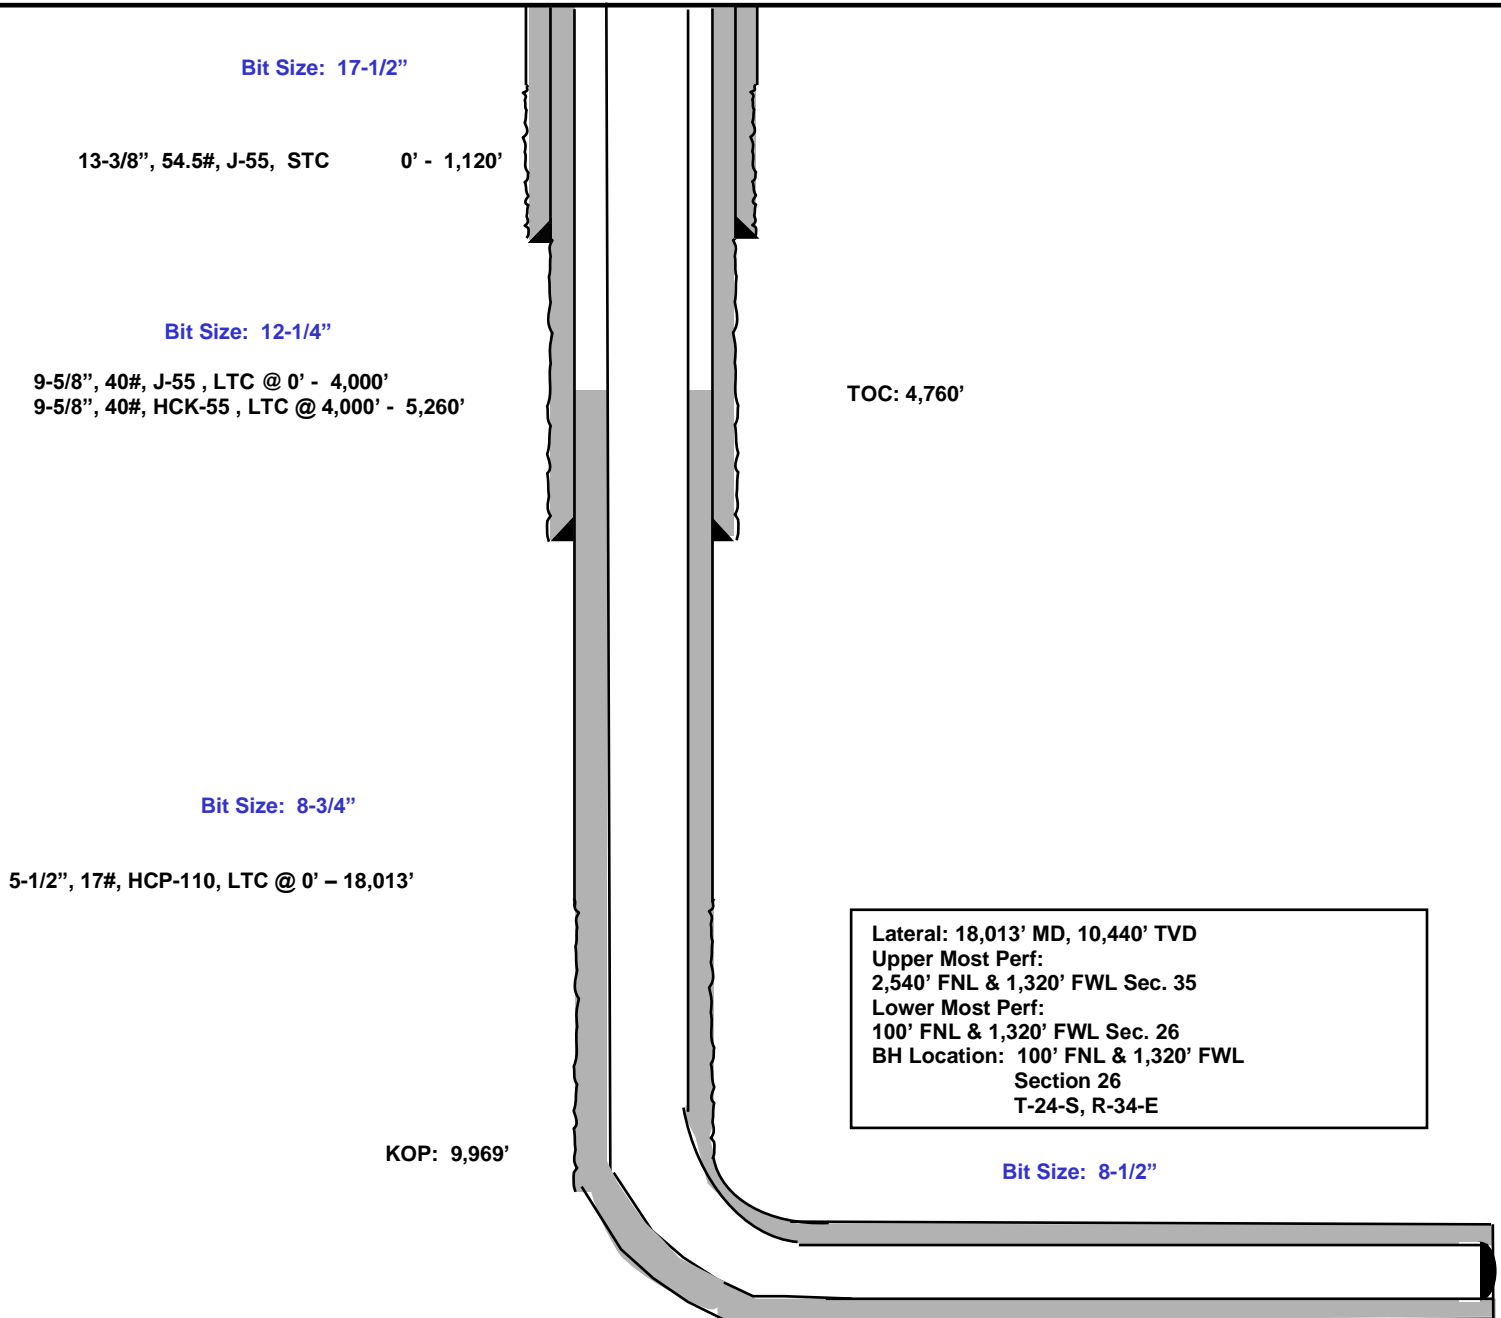 Bit Size: 17-1/2”
13-3/8”, 54.5#, J-55, STC 0’ - 1,120’
Bit Size: 12-1/4”
9-5/8”, 40#, J-55 , LTC @ 0’ - 4,000’
9-5/8”, 40#, HCK-55 , LTC @ 4,000’ - 5,260’
TOC: 4,760’
Bit Size: 8-3/4”
5-1/2”, 17#, HCP-110, LTC @ 0’ – 18,013’
Lateral: 18,013’ MD, 10,440’ TVD
Upper Most Perf:
2,540’ FNL & 1,320’ FWL Sec. 35
Lower Most Perf:
100’ FNL & 1,320’ FWL Sec. 26
BH Location: 100’ FNL & 1,320’ FWL
Section 26
T-24-S, R-34-E
KOP: 9,969’
Bit Size: 8-1/2”